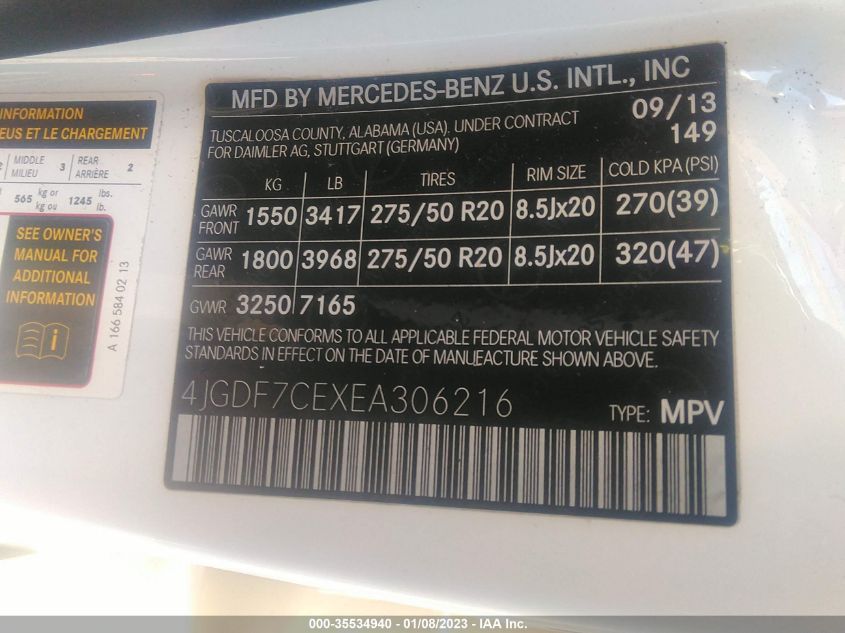 INFORMATION
EUS ET LE CHARGEMENT
2 MIDDLE MILIEU 3 REAR ARRIÈRE 2
565 kg or kg ou 1245 lbs. lb.
SEE OWNER'S
MANUAL FOR
ADDITIONAL
INFORMATION
A 166 584 02 13
MFD BY MERCEDES-BENZ U.S. INTL., INC
TUSCALOOSA COUNTY, ALABAMA (USA). UNDER CONTRACT 09/13
FOR DAIMLER AG, STUTTGART (GERMANY) 149
KG LB TIRES RIM SIZE COLD KPA (PSI)
GAWR FRONT 1550 3417 275/50 R20 8.5Jx20 270(39)
GAWR REAR 1800 3968 275/50 R20 8.5Jx20 320(47)
GVWR 3250 7165
THIS VEHICLE CONFORMS TO ALL APPLICABLE FEDERAL MOTOR VEHICLE SAFETY
STANDARDS IN EFFECT ON THE DATE OF MANUFACTURE SHOWN ABOVE.
4JGDF7CEXEA306216 TYPE: MPV
000-35534940 - 01/08/2023 - IAA Inc.